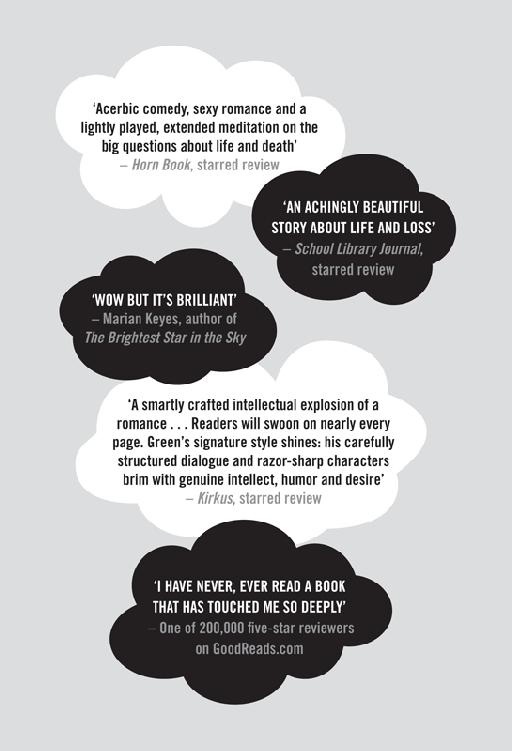 ‘Acerbic comedy, sexy romance and a
lightly played, extended meditation on the
big questions about life and death’
– Horn Book, starred review
‘AN ACHINGLY BEAUTIFUL
STORY ABOUT LIFE AND LOSS’
– School Library Journal,
starred review
‘WOW BUT IT’S BRILLIANT’
– Marian Keyes, author of
The Brightest Star in the Sky
‘A smartly crafted intellectual explosion of a
romance . . . Readers will swoon on nearly every
page. Green’s signature style shines: his carefully
structured dialogue and razor-sharp characters
brim with genuine intellect, humor and desire’
– Kirkus, starred review
‘I HAVE NEVER, EVER READ A BOOK
THAT HAS TOUCHED ME SO DEEPLY’
– One of 200,000 five-star reviewers
on GoodReads.com